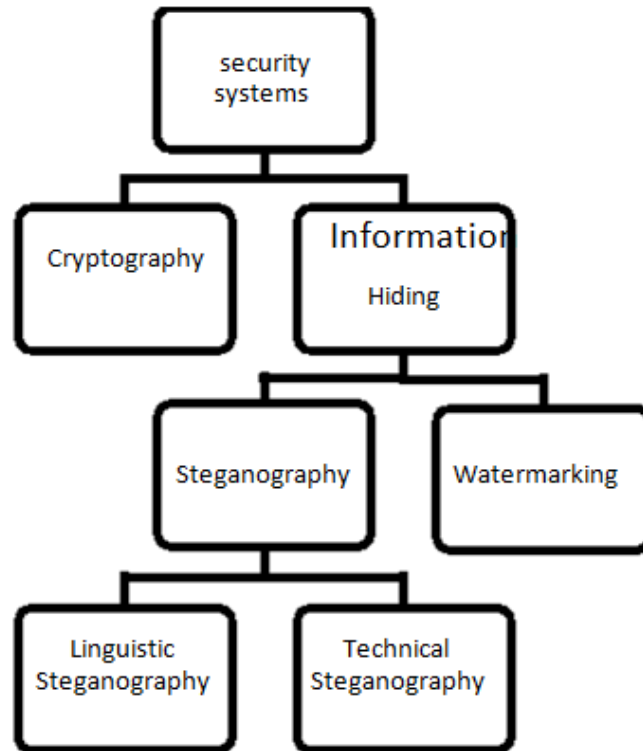 security
systems
Cryptography
Information
Hiding
Steganography
Watermarking
Linguistic
Steganography
Technical
Steganography